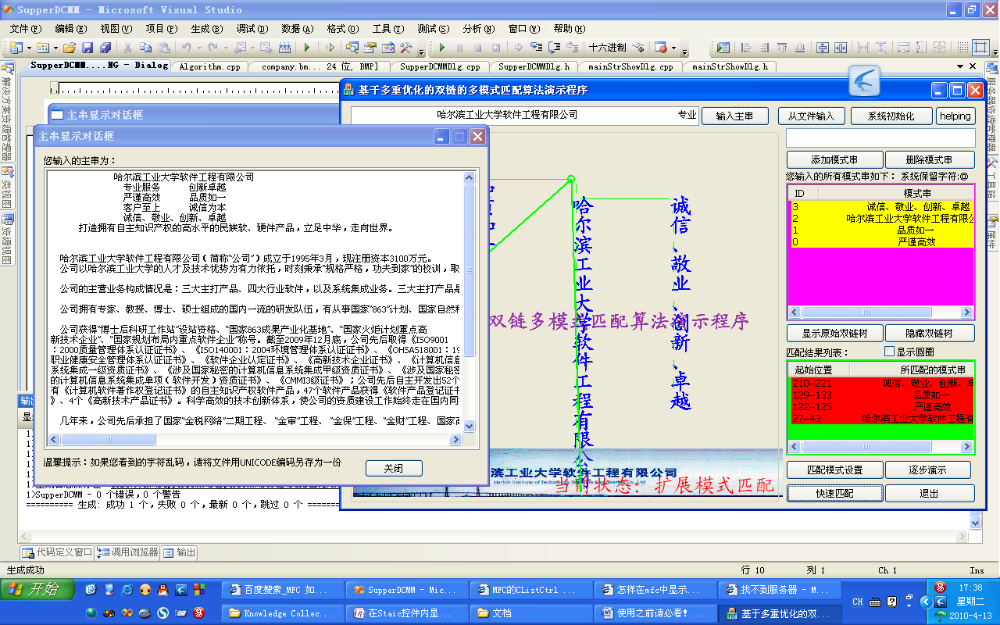 SupperDCMM - Microsoft Visual Studio
文件(F) 编辑(E) 视图(V) 项目(P) 生成(B) 调试(D) 数据(A) 格式(O) 工具(T) 测试(S) 分析(N) 窗口(W) 帮助(H)
十六进制
SupperDCMM....NG - Dialog Algorithm.cpp company.bm... 24 位, BMP] SupperDCMMDlg.cpp SupperDCMMDlg.h mainStrShowDlg.cpp mainStrShowDlg.h
解决方案资源管理器
类视图
资源视图
服务器资源管理器
工具箱
属性
主串显示对话框
主串显示对话框
您输入的主串为：
哈尔滨工业大学软件工程有限公司
专业服务 创新卓越
严谨高效 品质如一
客户至上 诚信为本
诚信、敬业、创新、卓越
打造拥有自主知识产权的高水平的民族软、硬件产品，立足中华，走向世界。
哈尔滨工业大学软件工程有限公司（简称“公司”）成立于1995年3月，现注册资本3100万元。
公司以哈尔滨工业大学的人才及技术优势为有力依托，时刻秉承“规格严格，功夫到家”的校训，取
公司的主营业务种类情况是：三大主打产品、四大行业软件，以及系统集成业务。三大主打产品是
公司拥有专家、教授、博士、硕士组成的国内一流的研发队伍，有从事国家“863”计划、国家自然科
公司获得“博士后科研工作站”设站资格、“国家863成果产业化基地”、“国家火炬计划重点高
新技术企业”、“国家规划布局内重点软件企业”称号。截至2009年12月底，公司先后取得《ISO9001
：2000质量管理体系认证证书》、《ISO14001：2004环境管理体系认证证书》、《OHSAS18001：19
职业健康安全管理体系认证证书》、《软件企业认定证书》、《高新技术企业证书》、《计算机信息
系统集成一级资质证书》、《涉及国家秘密的计算机信息系统集成甲级资质证书》、《涉及国家秘密
的计算机信息系统集成单项（软件开发）资质证书》、《CMMI3级证书》；公司先后自主开发出52个
有《计算机软件著作权登记证书》的自主知识产权产品，47个软件产品获得《软件产品登记证书
》、4个《高新技术产品证书》。科学高效的技术创新体系，使公司的资质建设工作始终走在国内同
几年来，公司先后承担了国家“金税网络”二期工程、“金审”工程、“金保”工程、“金质”工程、国家高
温馨提示：如果您看到的字符乱码，请将文件用UNICODE编码另存为一份
关闭
基于多重优化的双链的多模式匹配算法演示程序
哈尔滨工业大学软件工程有限公司 专业
输入主串 从文件输入 系统初始化 helping
添加模式串 删除模式串
您输入的所有模式串如下： 系统保留字符:@
ID 模式串
3 诚信、敬业、创新、卓越
2 哈尔滨工业大学软件工程有限公
1 品质如一
0 严谨高效
显示原始双链树 隐藏双链树
匹配结果列表： 显示圆圈
起始位置 所匹配的模式串
210--221 诚信、敬业、创新、卓
129--133 品质如一
122--125 严谨高效
27--43 哈尔滨工业大学软件工程有
匹配模式设置 逐步演示
快速匹配 退出
哈尔滨工业大学软件工程有限公司
诚信、敬业、创新、卓越
双链多模式匹配算法演示程序
滨工业大学软件工程有限公司
当前状态：扩展模式匹配
1>SupperDCMM - 0 个错误，0 个警告
========== 生成: 成功 1 个，失败 0 个，最新 0 个，跳过 0 个 =======
代码定义窗口 调用浏览器 输出
生成成功 行 10 列 1 Ch 1 Ins
开始
百度搜索_MFC 如... SupperDCMM - Mic... MFC的CListCtrl ... 怎样在mfc中显示... 找不到服务器 - M...
Knowledge Collec... 在Staic控件内显... 文档 使用之前请必看！... 基于多重优化的双...
CH
17:38
星期二
2010-4-13